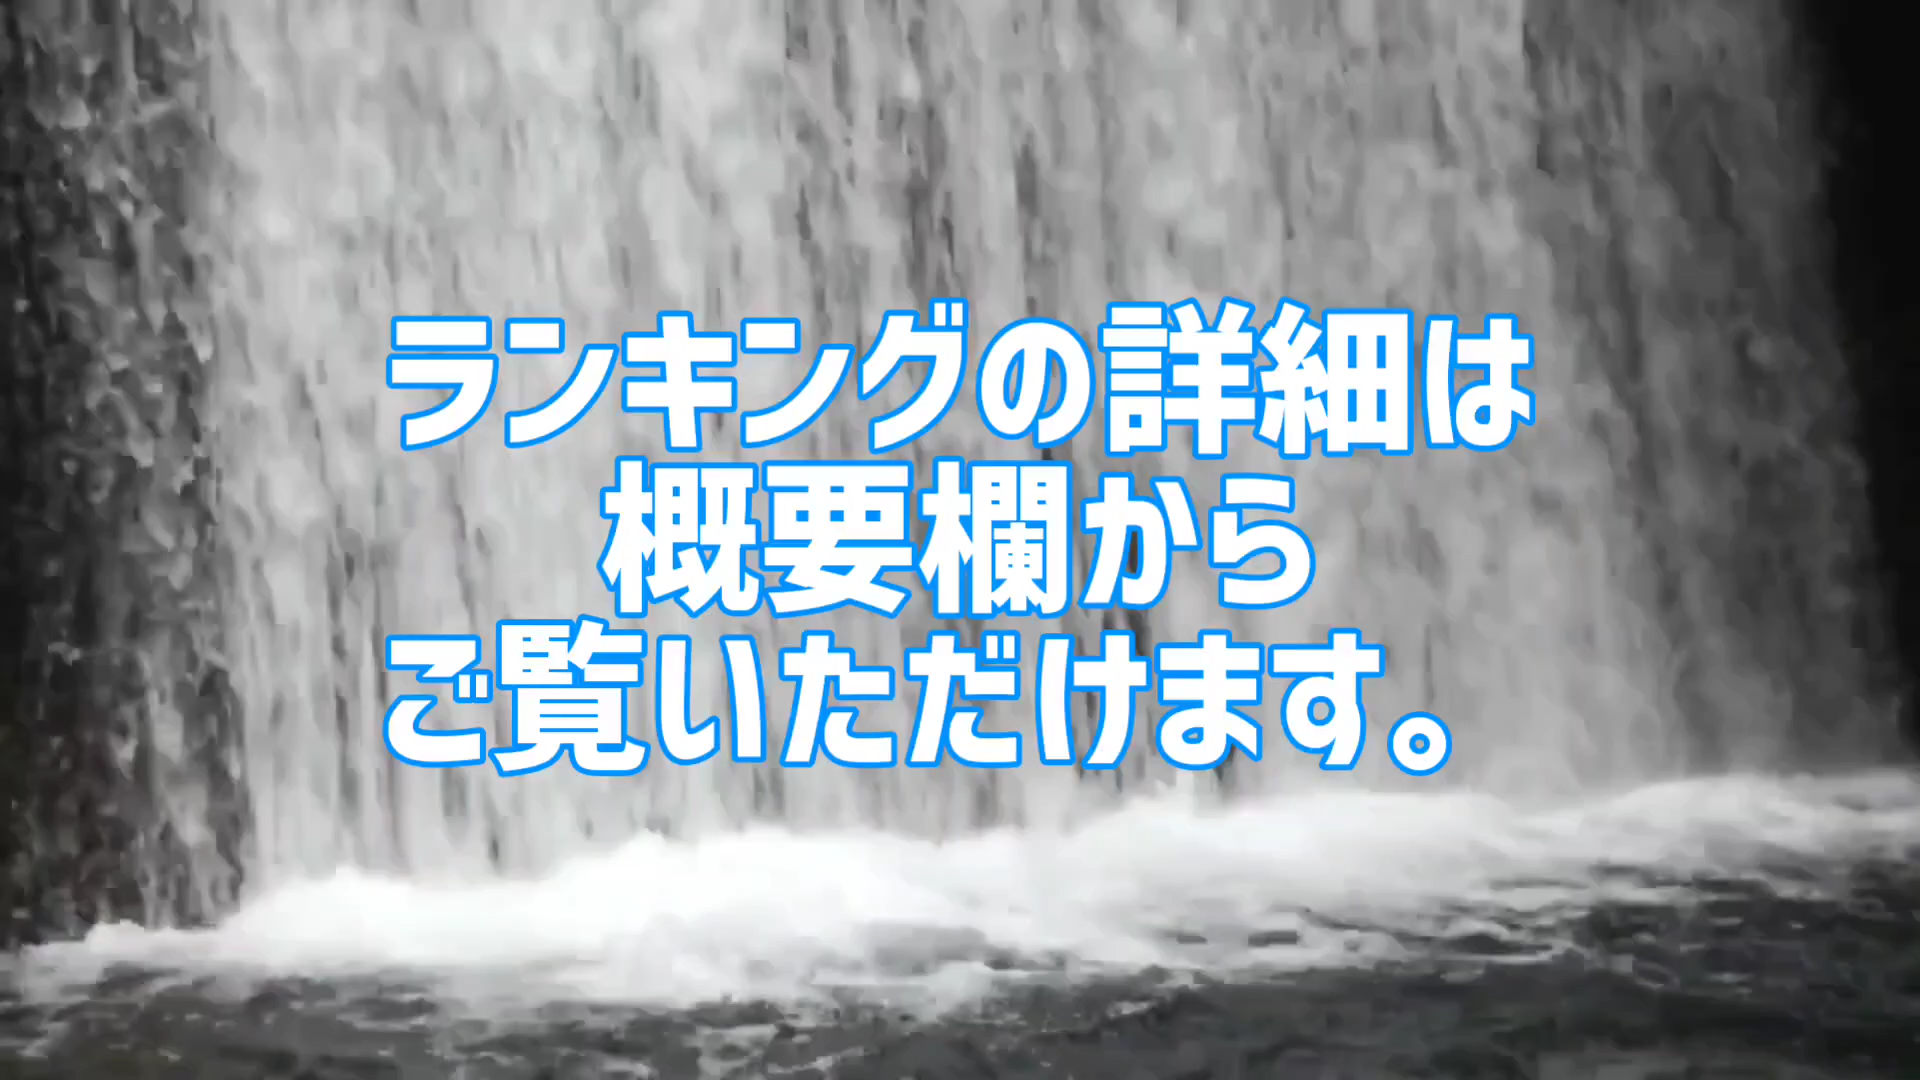 ランキングの詳細は
概要欄から
ご覧いただけます。